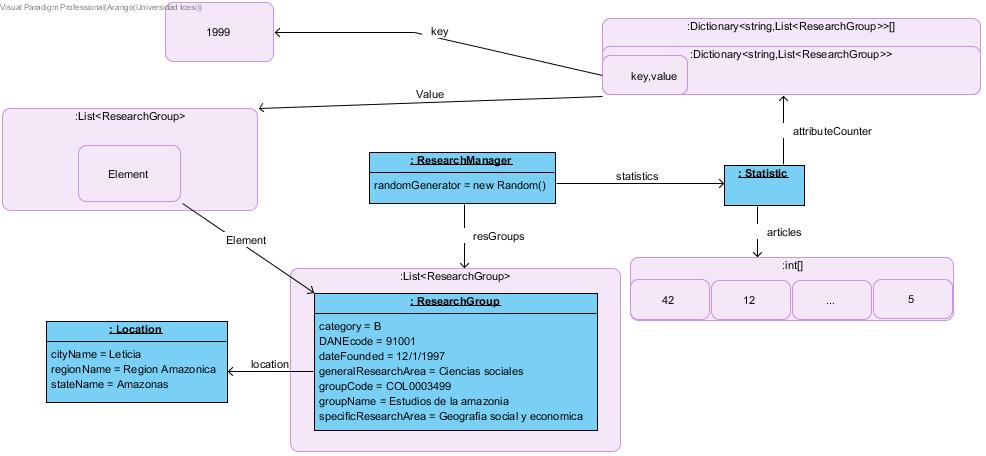 Visual Paradigm Professional(Arango(Universidad Icesi))
1999
key
:Dictionary<string,List<ResearchGroup>>[]
:Dictionary<string,List<ResearchGroup>>
key,value
Value
:List<ResearchGroup>
Element
attributeCounter
: ResearchManager
randomGenerator = new Random()
statistics
: Statistic
resGroups
articles
Element
:int[]
42
12
...
5
:List<ResearchGroup>
: ResearchGroup
category = B
DANEcode = 91001
dateFounded = 12/1/1997
generalResearchArea = Ciencias sociales
groupCode = COL0003499
groupName = Estudios de la amazonia
specificResearchArea = Geografia social y economica
location
: Location
cityName = Leticia
regionName = Region Amazonica
stateName = Amazonas